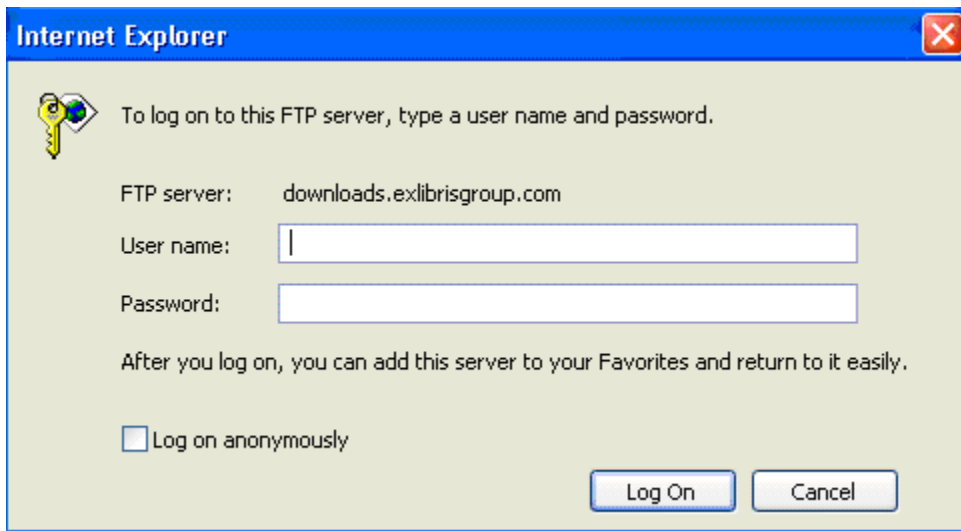 Internet Explorer
To log on to this FTP server, type a user name and password.
FTP server: downloads.exlibrisgroup.com
User name:
Password:
After you log on, you can add this server to your Favorites and return to it easily.
Log on anonymously
Log On Cancel